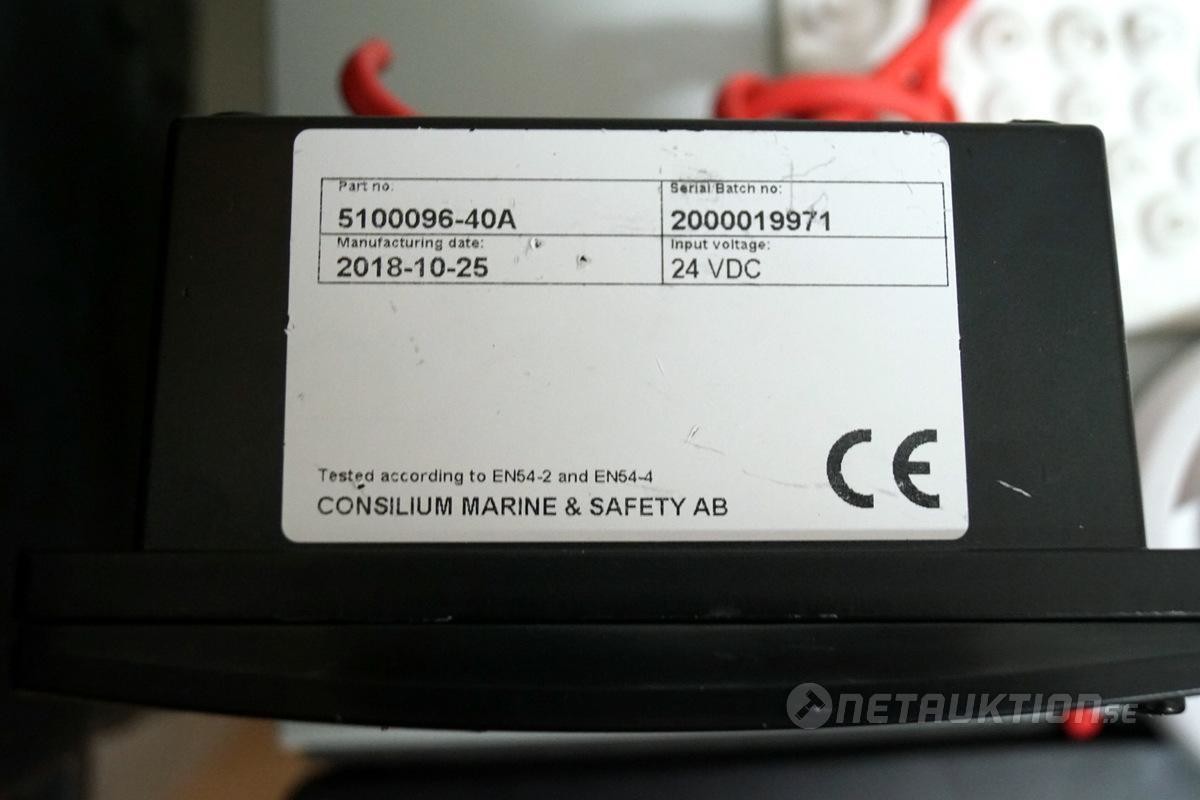 Part no:
5100096-40A
Serial Batch no:
2000019971
Manufacturing date:
2018-10-25
Input voltage:
24 VDC
Tested according to EN54-2 and EN54-4
CONSILIUM MARINE & SAFETY AB
CE
NETAUKTION.SE